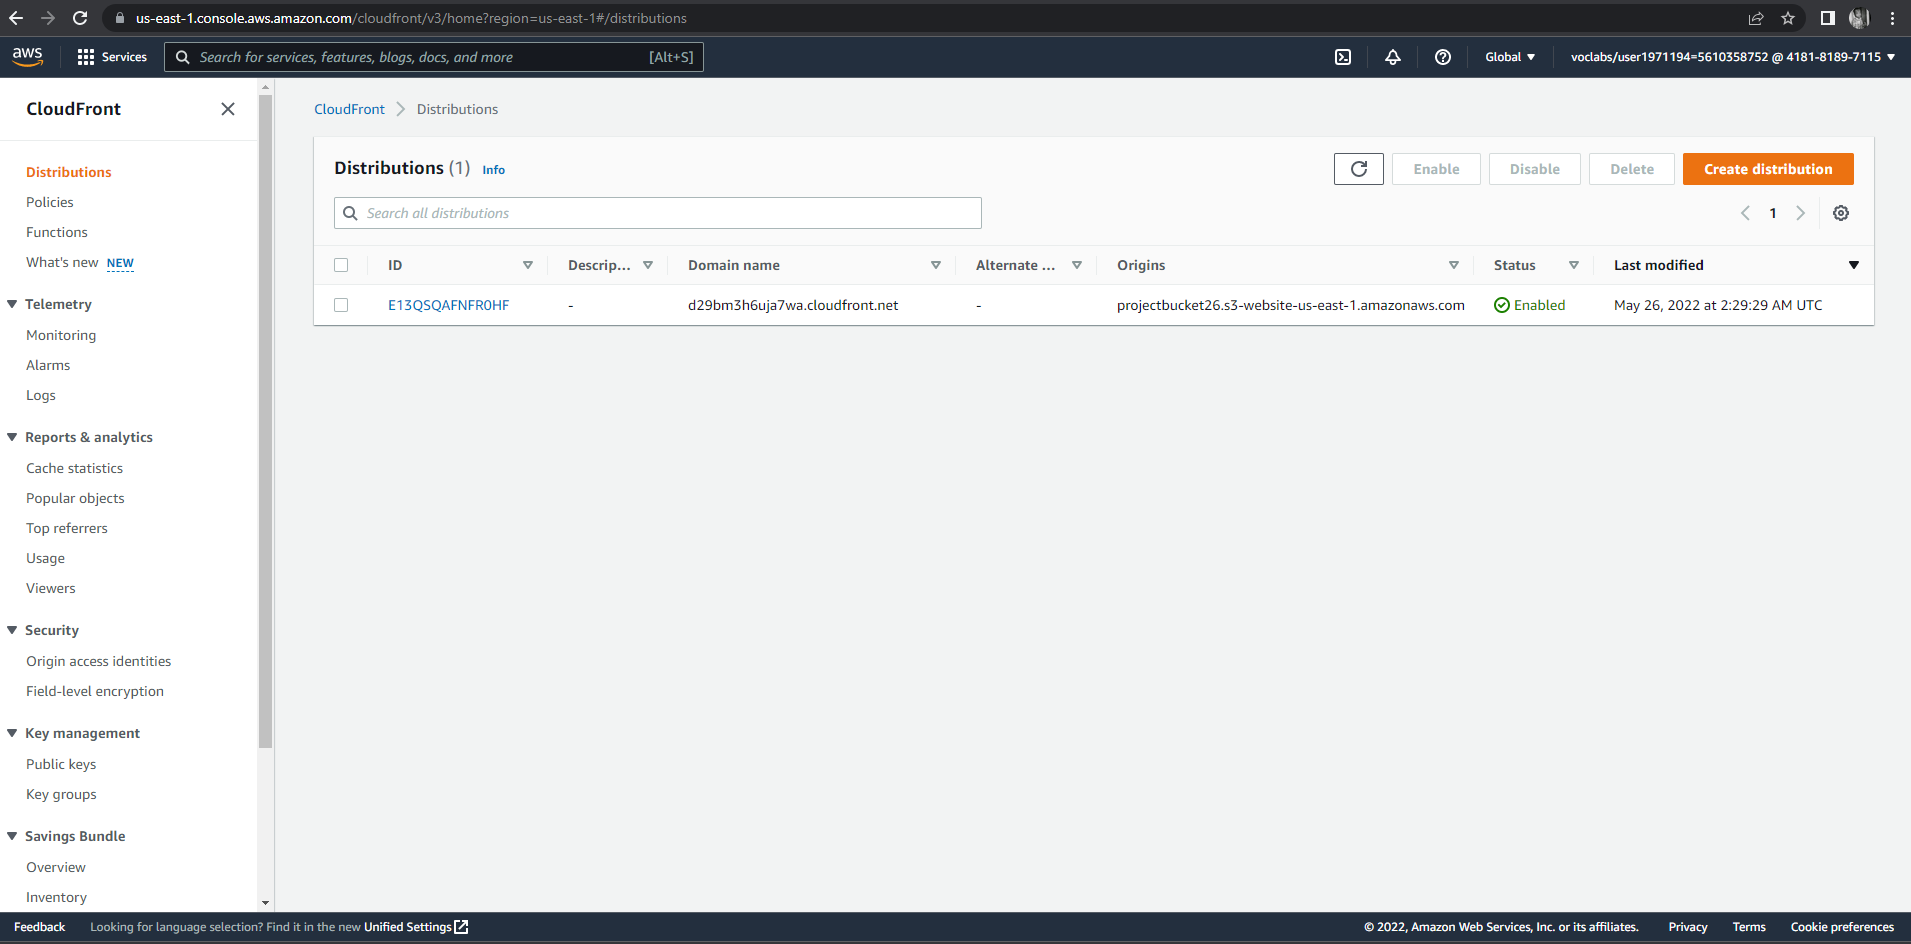 us-east-1.console.aws.amazon.com/cloudfront/v3/home?region=us-east-1#/distributions
aws Services Search for services, features, blogs, docs, and more [Alt+S] Global voclabs/user1971194=5610358752 @ 4181-8189-7115
CloudFront
Distributions
Policies
Functions
What's new NEW
Telemetry
Monitoring
Alarms
Logs
Reports & analytics
Cache statistics
Popular objects
Top referrers
Usage
Viewers
Security
Origin access identities
Field-level encryption
Key management
Public keys
Key groups
Savings Bundle
Overview
Inventory
CloudFront Distributions
Distributions (1) Info Enable Disable Delete Create distribution
Search all distributions 1
ID Descrip... Domain name Alternate ... Origins Status Last modified
E13QSQAFNFR0HF - d29bm3h6uja7wa.cloudfront.net - projectbucket26.s3-website-us-east-1.amazonaws.com Enabled May 26, 2022 at 2:29:29 AM UTC
Feedback Looking for language selection? Find it in the new Unified Settings © 2022, Amazon Web Services, Inc. or its affiliates. Privacy Terms Cookie preferences